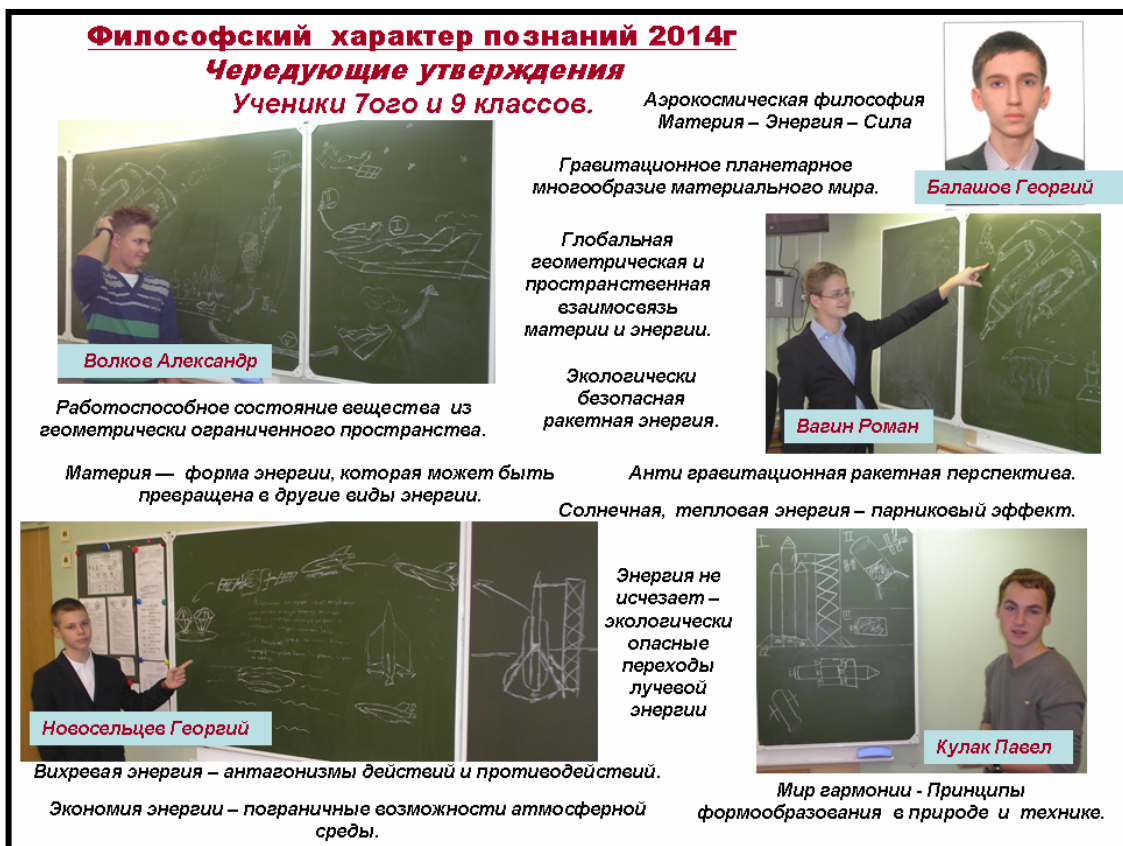 Философский характер познаний 2014г
Чередующие утверждения
Ученики 7ого и 9 классов.
Аэрокосмическая философия
Материя – Энергия – Сила
Гравитационное планетарное
многообразие материального мира.
Балашов Георгий
Глобальная
геометрическая и
пространственная
взаимосвязь
материи и энергии.
Волков Александр
Экологически
безопасная
ракетная энергия.
Вагин Роман
Работоспособное состояние вещества из
геометрически ограниченного пространства.
Материя — форма энергии, которая может быть
превращена в другие виды энергии.
Анти гравитационная ракетная перспектива.
Солнечная, тепловая энергия – парниковый эффект.
Энергия не
исчезает –
экологически
опасные
переходы
лучевой
энергии
Новосельцев Георгий
I
II
III
Кулак Павел
Вихревая энергия – антагонизмы действий и противодействий.
Экономия энергии – пограничные возможности атмосферной
среды.
Мир гармонии - Принципы
формообразования в природе и технике.